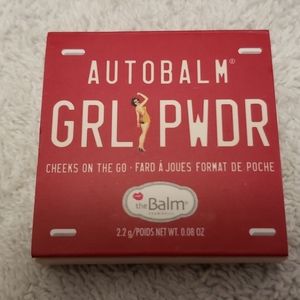 AUTOBALM®
GRL PWDR
CHEEKS ON THE GO · FARD À JOUES FORMAT DE POCHE
theBalm®
2.2 g/POIDS NET WT. 0.08 OZ